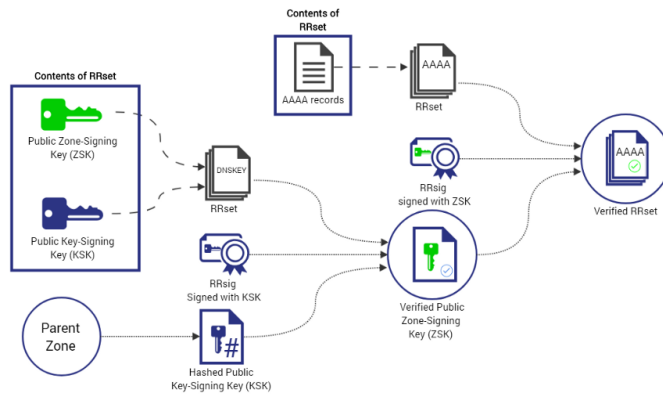 Contents of
RRset
AAAA records
AAAA
RRset
Contents of RRset
Public Zone-Signing
Key (ZSK)
Public Key-Signing
Key (KSK)
DNSKEY
RRset
RRsig
signed with ZSK
AAAA
Verified RRset
RRsig
Signed with KSK
Verified Public
Zone-Signing
Key (ZSK)
Parent
Zone
#
Hashed Public
Key-Signing Key (KSK)